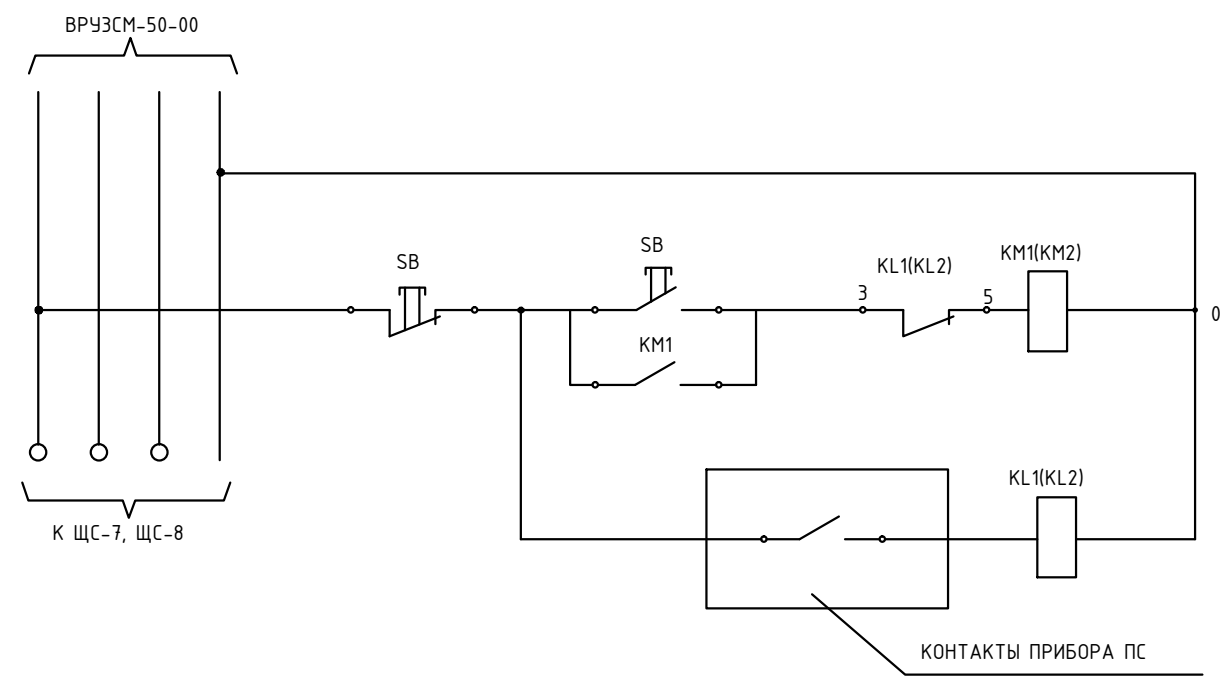 ВРУЗСМ-50-00
SB
SB
KL1(KL2)
KM1(KM2)
3
5
0
KM1
К ЩС-7, ЩС-8
KL1(KL2)
КОНТАКТЫ ПРИБОРА ПС